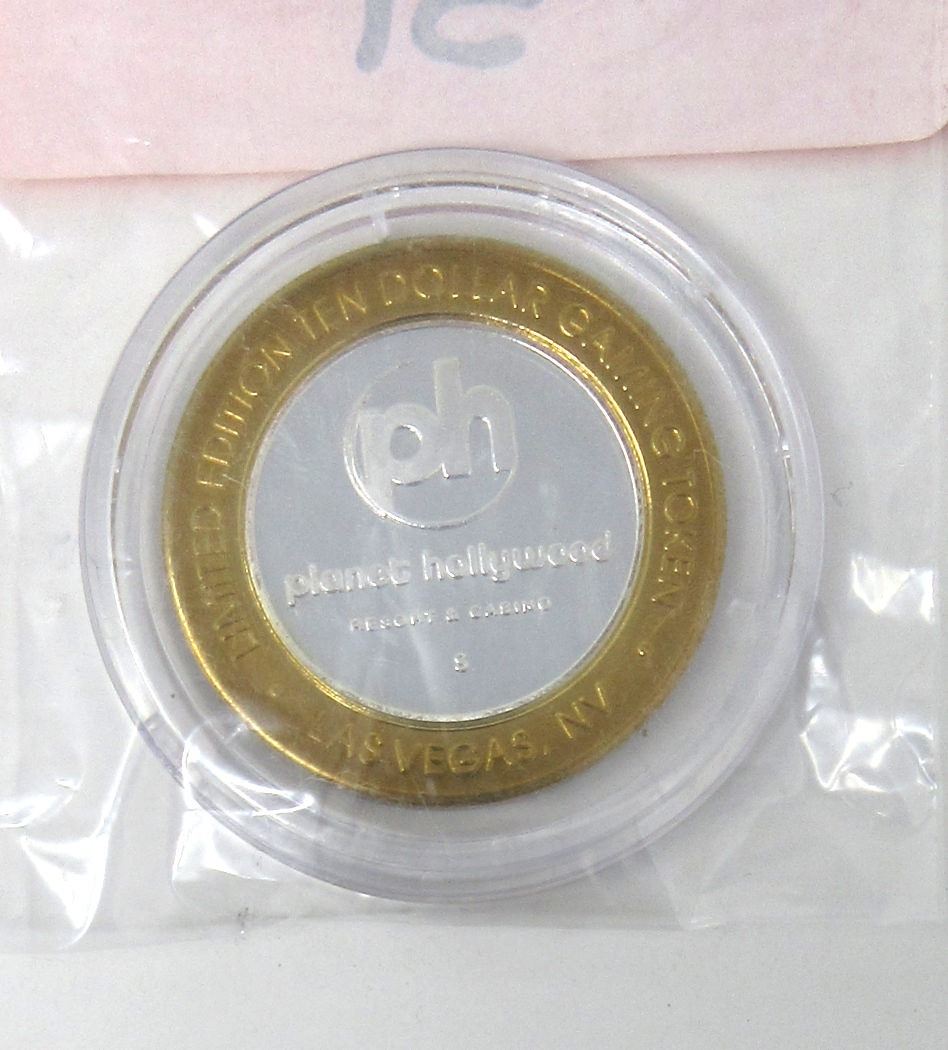 LIMITED EDITION TEN DOLLAR GAMING TOKEN
ph
planet hollywood
RESORT & CASINO
S
LAS VEGAS, NV